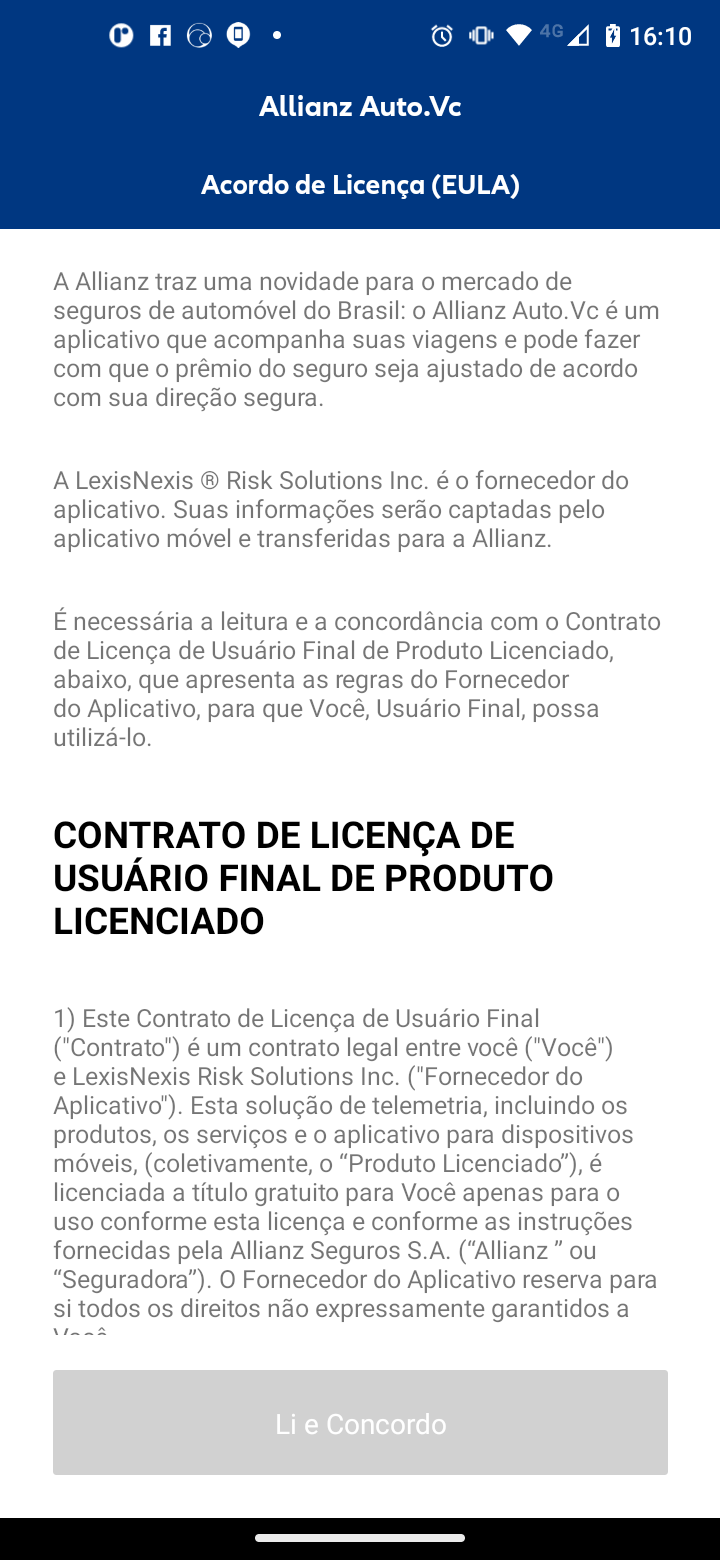 4G
16:10
Allianz Auto.Vc
Acordo de Licença (EULA)
A Allianz traz uma novidade para o mercado de
seguros de automóvel do Brasil: o Allianz Auto.Vc é um
aplicativo que acompanha suas viagens e pode fazer
com que o prêmio do seguro seja ajustado de acordo
com sua direção segura.
A LexisNexis ® Risk Solutions Inc. é o fornecedor do
aplicativo. Suas informações serão captadas pelo
aplicativo móvel e transferidas para a Allianz.
É necessária a leitura e a concordância com o Contrato
de Licença de Usuário Final de Produto Licenciado,
abaixo, que apresenta as regras do Fornecedor
do Aplicativo, para que Você, Usuário Final, possa
utilizá-lo.
CONTRATO DE LICENÇA DE
USUÁRIO FINAL DE PRODUTO
LICENCIADO
1) Este Contrato de Licença de Usuário Final
("Contrato") é um contrato legal entre você ("Você")
e LexisNexis Risk Solutions Inc. ("Fornecedor do
Aplicativo"). Esta solução de telemetria, incluindo os
produtos, os serviços e o aplicativo para dispositivos
móveis, (coletivamente, o “Produto Licenciado”), é
licenciada a título gratuito para Você apenas para o
uso conforme esta licença e conforme as instruções
fornecidas pela Allianz Seguros S.A. (“Allianz ” ou
“Seguradora”). O Fornecedor do Aplicativo reserva para
si todos os direitos não expressamente garantidos a
Li e Concordo